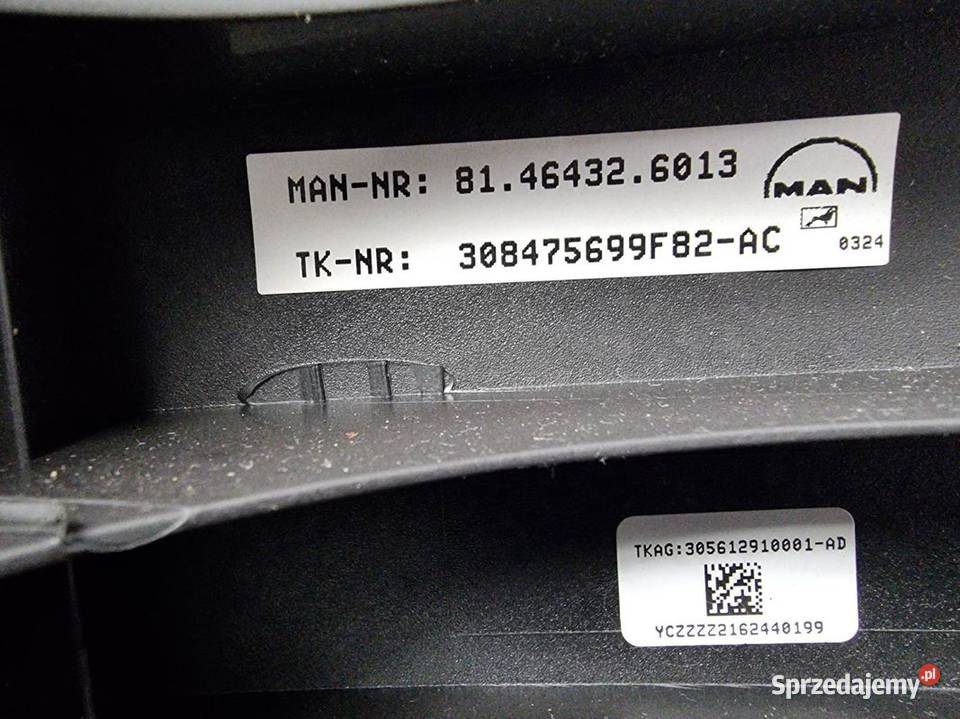 MAN-NR: 81.46432.6013
MAN
TK-NR: 308475699F82-AC
0324
TKAG:305612910001-AD
YCZZZZ2162440199
Sprzedajemy.pl